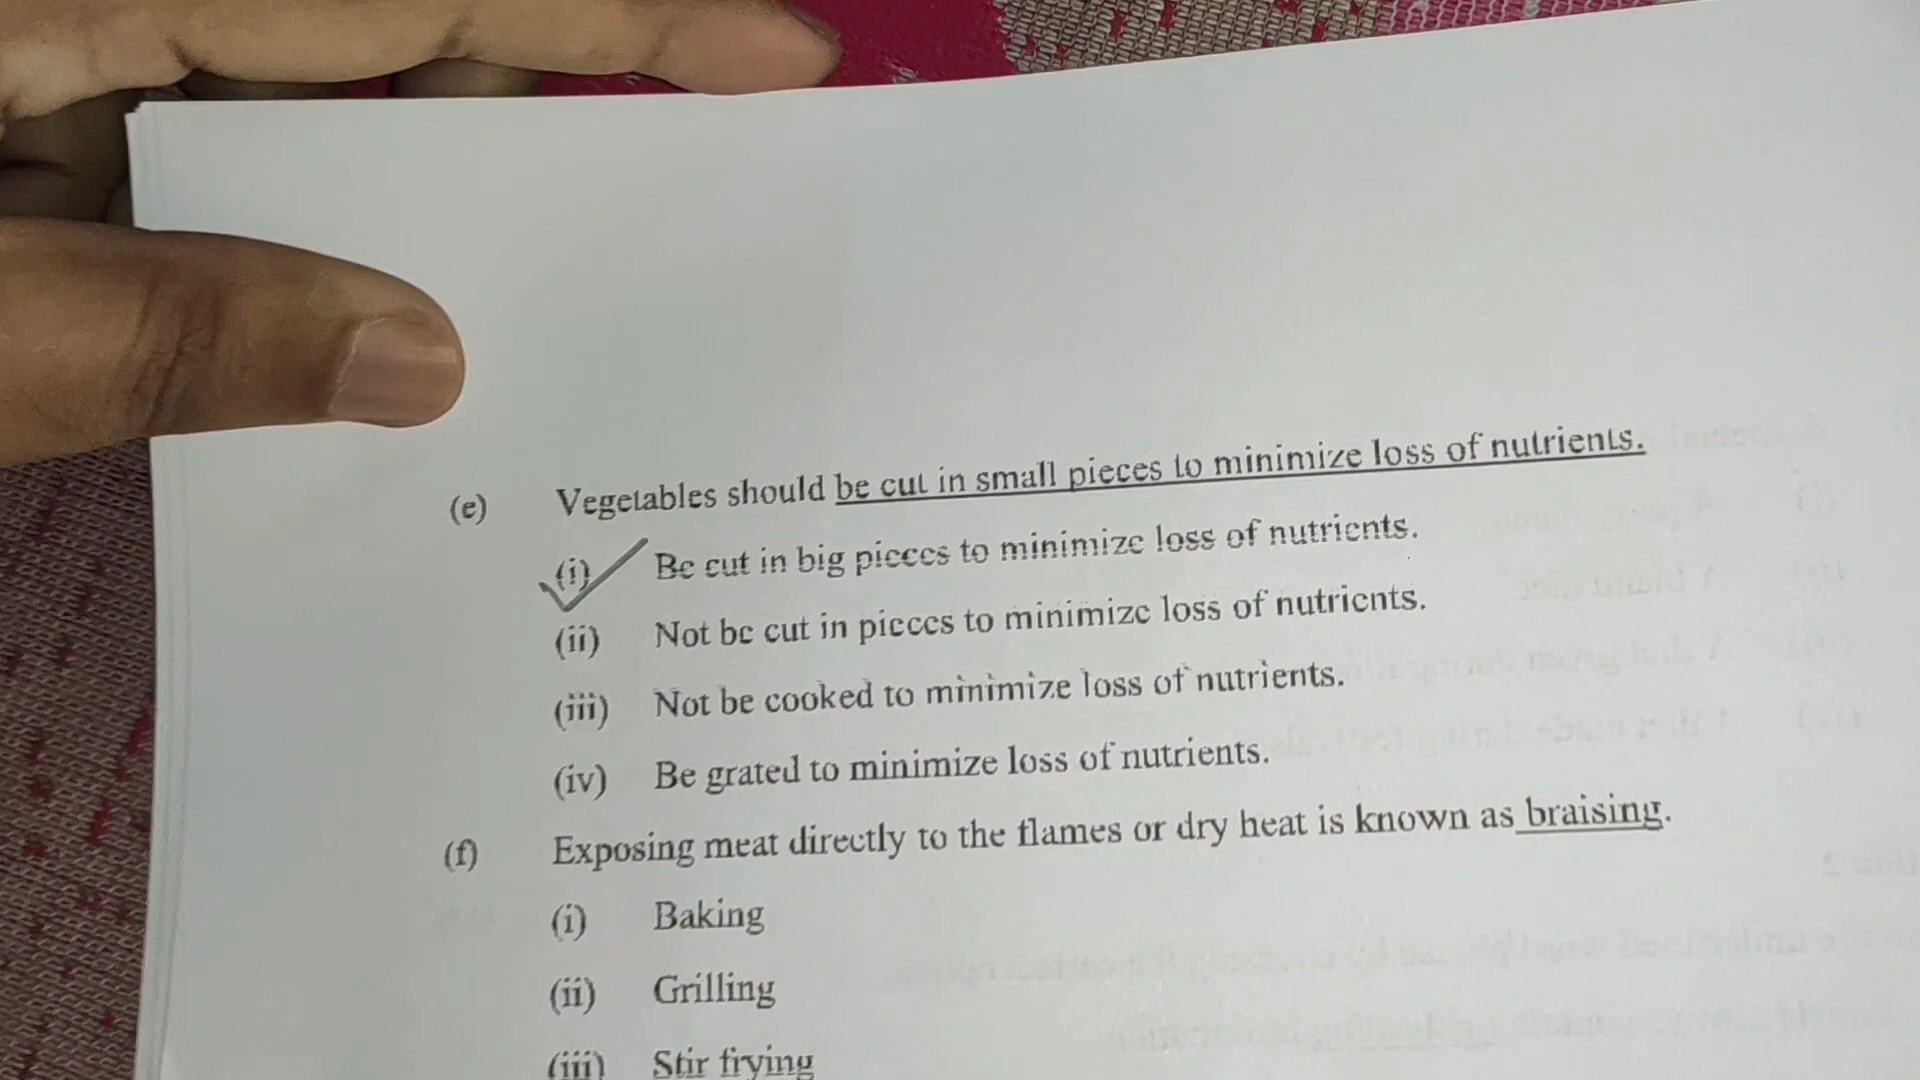 (e) Vegetables should be cut in small pieces to minimize loss of nutrients.
(i) Be cut in big pieces to minimize loss of nutrients.
(ii) Not be cut in pieces to minimize loss of nutrients.
(iii) Not be cooked to minimize loss of nutrients.
(iv) Be grated to minimize loss of nutrients.
(f) Exposing meat directly to the flames or dry heat is known as braising.
(i) Baking
(ii) Grilling
(iii) Stir frying